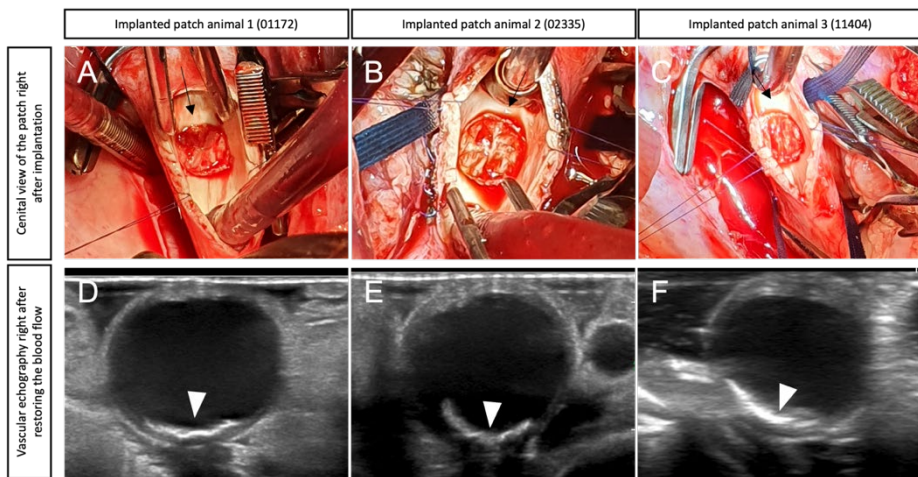 Implanted patch animal 1 (01172)
Implanted patch animal 2 (02335)
Implanted patch animal 3 (11404)
Cenital view of the patch right
after implantation
A
B
C
Vascular echography right after
restoring the blood flow
D
E
F